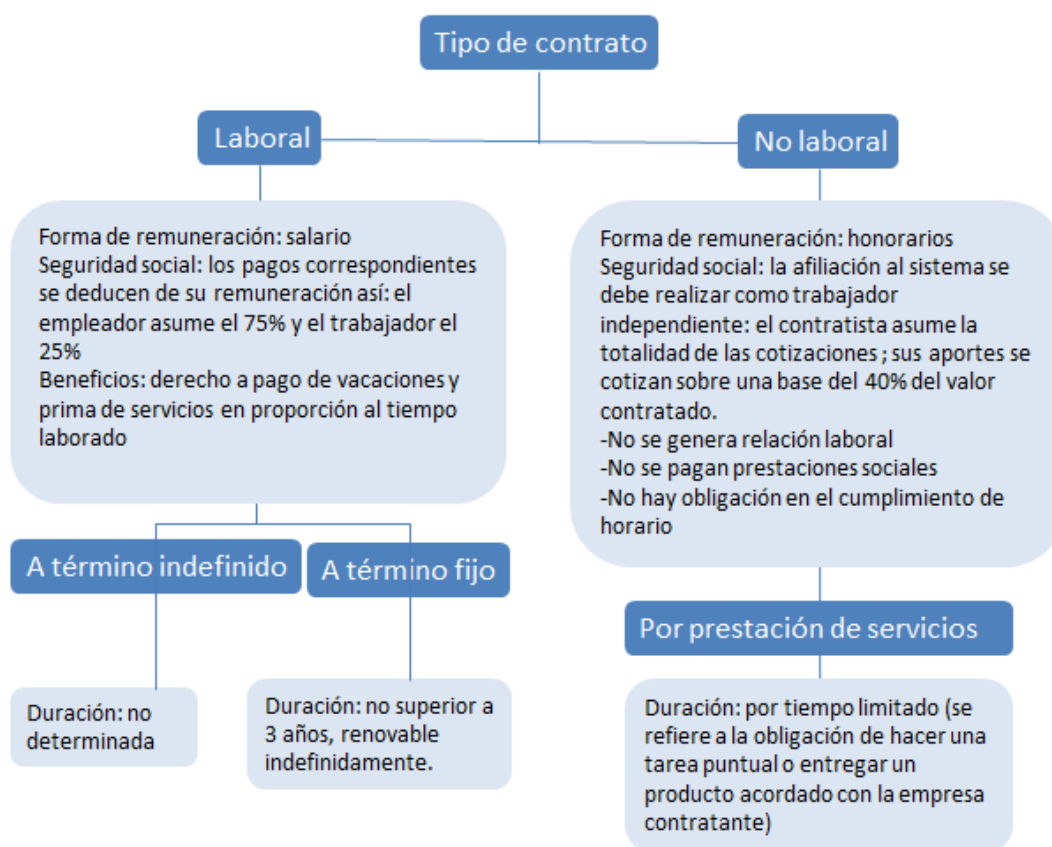 Tipo de contrato
Laboral
No laboral
Forma de remuneración: salario
Seguridad social: los pagos correspondientes
se deducen de su remuneración así: el
empleador asume el 75% y el trabajador el
25%
Beneficios: derecho a pago de vacaciones y
prima de servicios en proporción al tiempo
laborado
Forma de remuneración: honorarios
Seguridad social: la afiliación al sistema se
debe realizar como trabajador
independiente: el contratista asume la
totalidad de las cotizaciones ; sus aportes se
cotizan sobre una base del 40% del valor
contratado.
-No se genera relación laboral
-No se pagan prestaciones sociales
-No hay obligación en el cumplimiento de
horario
A término indefinido
A término fijo
Por prestación de servicios
Duración: no
determinada
Duración: no superior a
3 años, renovable
indefinidamente.
Duración: por tiempo limitado (se
refiere a la obligación de hacer una
tarea puntual o entregar un
producto acordado con la empresa
contratante)